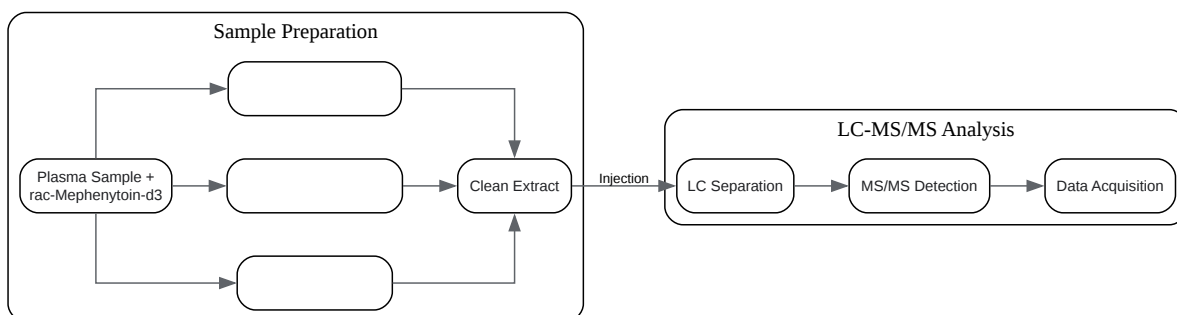 Sample Preparation
Plasma Sample +
rac-Mephenytoin-d3
Clean Extract
Injection
LC-MS/MS Analysis
LC Separation
MS/MS Detection
Data Acquisition